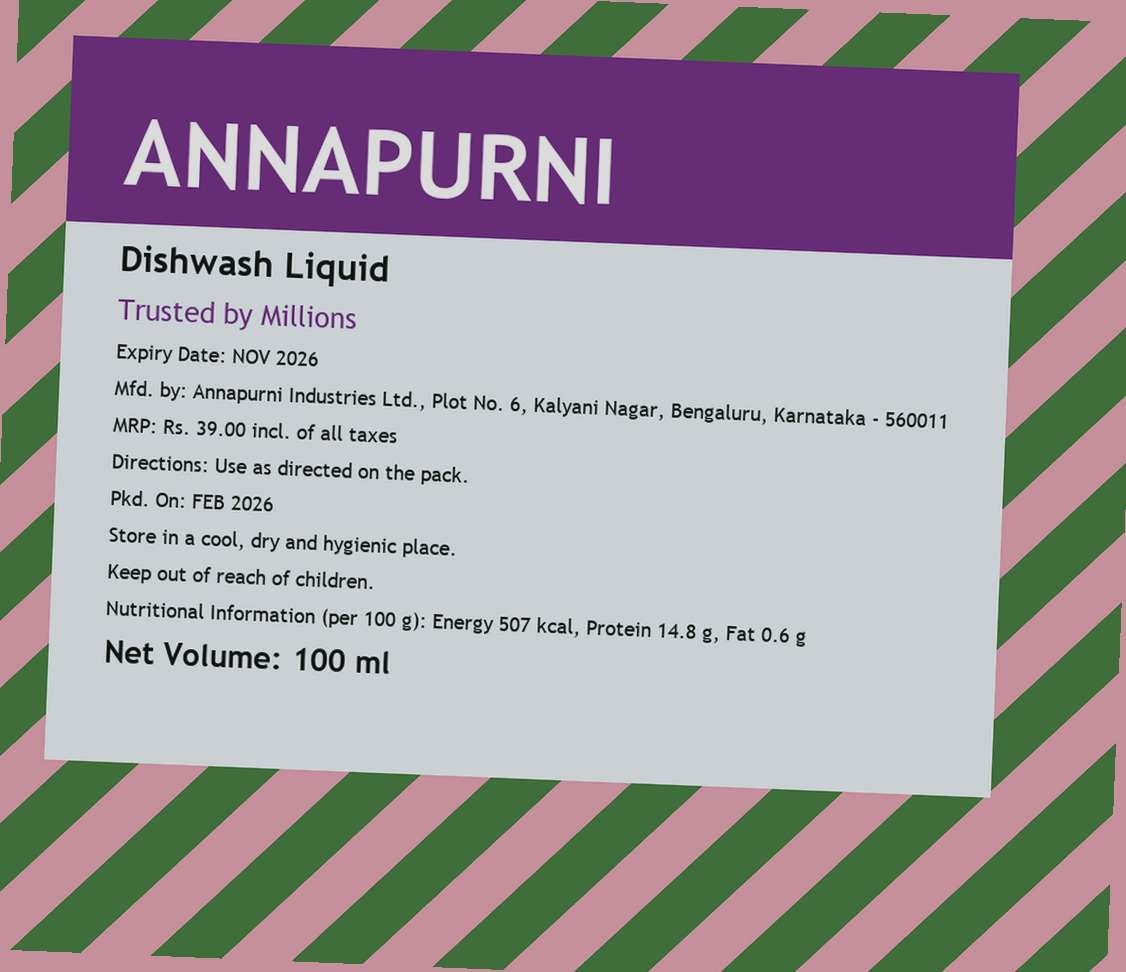 ANNAPURNI
Dishwash Liquid
Trusted by Millions
Expiry Date: NOV 2026
Mfd. by: Annapurni Industries Ltd., Plot No. 6, Kalyani Nagar, Bengaluru, Karnataka - 560011
MRP: Rs. 39.00 incl. of all taxes
Directions: Use as directed on the pack.
Pkd. On: FEB 2026
Store in a cool, dry and hygienic place.
Keep out of reach of children.
Nutritional Information (per 100 g): Energy 507 kcal, Protein 14.8 g, Fat 0.6 g
Net Volume: 100 ml